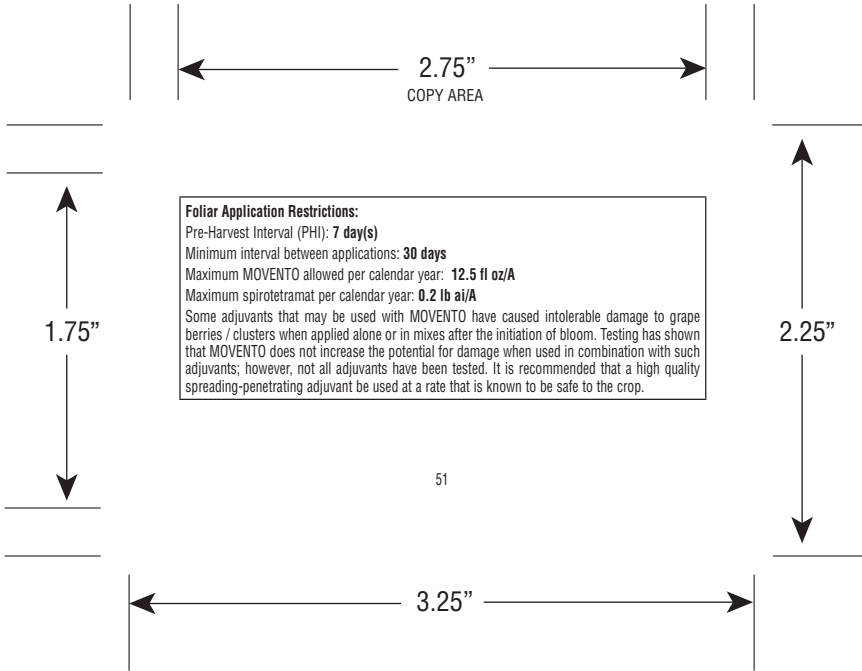 2.75”
COPY AREA
Foliar Application Restrictions:
Pre-Harvest Interval (PHI): 7 day(s)
Minimum interval between applications: 30 days
Maximum MOVENTO allowed per calendar year: 12.5 fl oz/A
Maximum spirotetramat per calendar year: 0.2 lb ai/A
Some adjuvants that may be used with MOVENTO have caused intolerable damage to grape
berries / clusters when applied alone or in mixes after the initiation of bloom. Testing has shown
that MOVENTO does not increase the potential for damage when used in combination with such
adjuvants; however, not all adjuvants have been tested. It is recommended that a high quality
spreading-penetrating adjuvant be used at a rate that is known to be safe to the crop.
1.75”
2.25”
51
3.25”